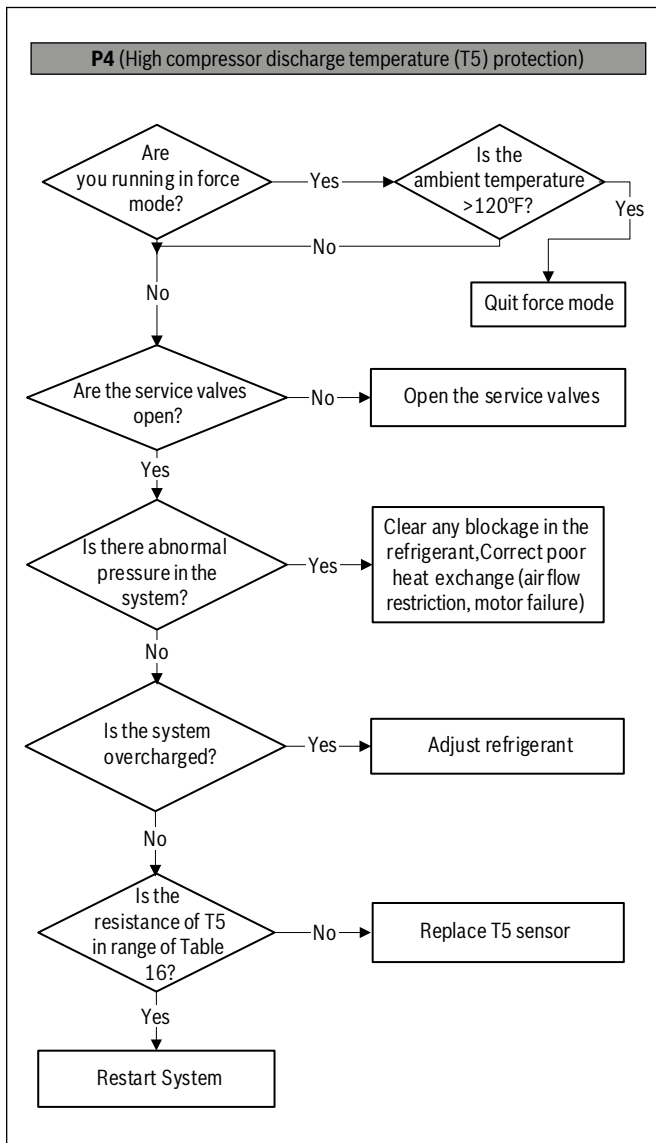 P4 (High compressor discharge temperature (T5) protection)
Are
you running in force
mode?
Yes
Is the
ambient temperature
>120°F?
Yes
No
Quit force mode
No
Are the service valves
open?
No
Open the service valves
Yes
Is there abnormal
pressure in the
system?
Yes
Clear any blockage in the
refrigerant,Correct poor
heat exchange (air flow
restriction, motor failure)
No
Is the system
overcharged?
Yes
Adjust refrigerant
No
Is the
resistance of T5
in range of Table
16?
No
Replace T5 sensor
Yes
Restart System